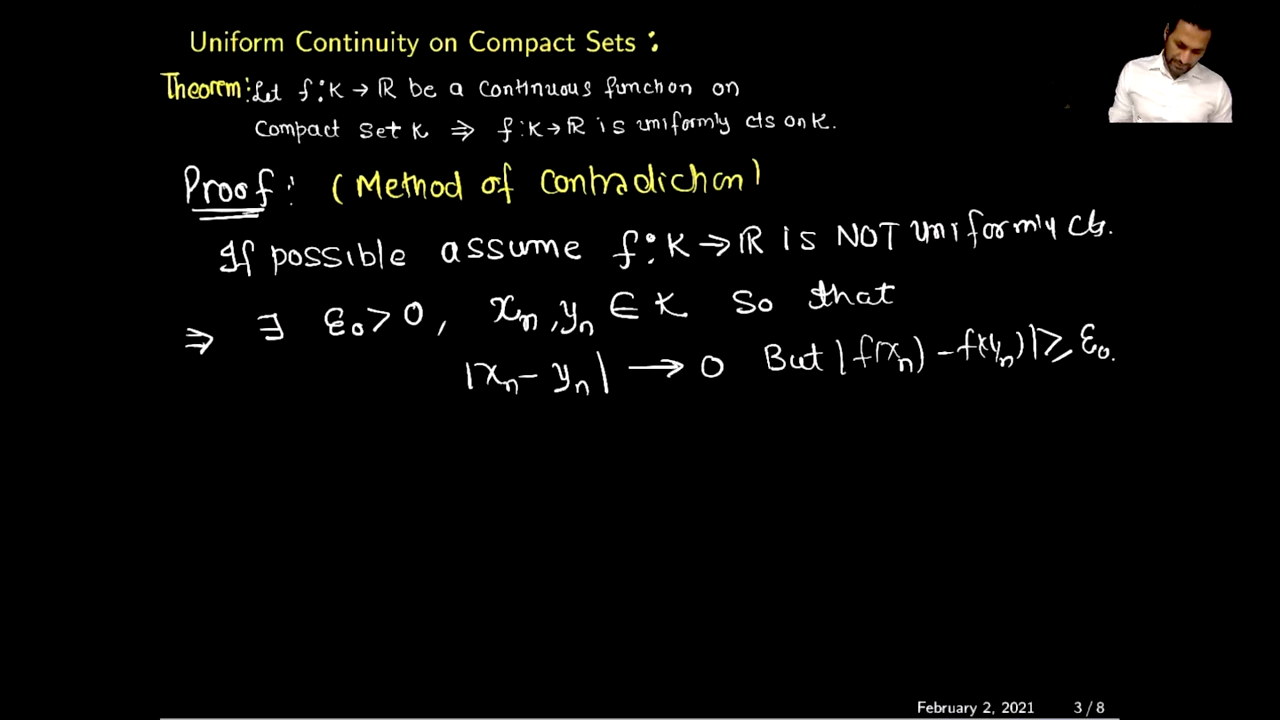 Uniform Continuity on Compact Sets :
Theorem: Let f: K → ℝ be a continuous function on
compact set K ⇒ f: K → ℝ is uniformly cts on K.
Proof: (Method of contradiction)
If possible assume f: K → ℝ is NOT uniformly cts.
⇒ ∃ ε₀ > 0, xₙ, yₙ ∈ K So that
|xₙ - yₙ| → 0 But |f(xₙ) - f(yₙ)| ≥ ε₀.
February 2, 2021 3 / 8